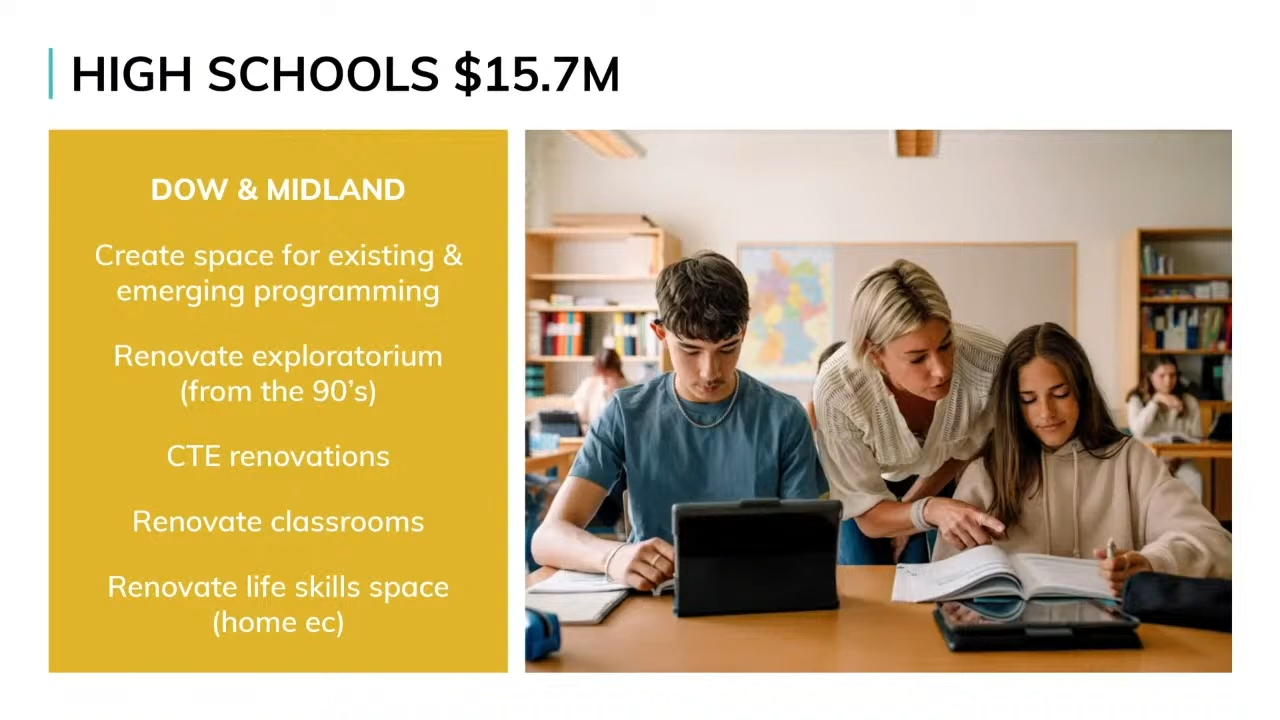 HIGH SCHOOLS $15.7M
DOW & MIDLAND
Create space for existing &
emerging programming
Renovate exploratorium
(from the 90’s)
CTE renovations
Renovate classrooms
Renovate life skills space
(home ec)